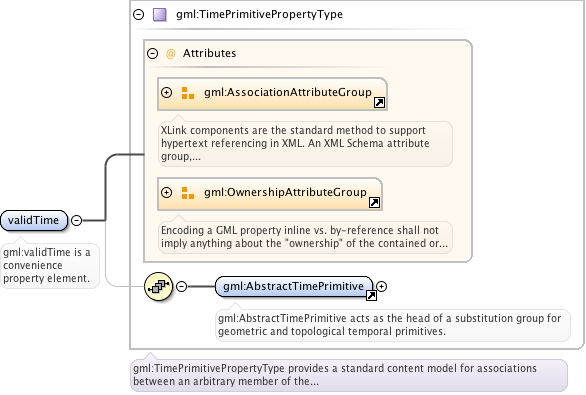 gml:TimePrimitivePropertyType
@ Attributes
gml:AssociationAttributeGroup
XLink components are the standard method to support
hypertext referencing in XML. An XML Schema attribute
group,...
gml:OwnershipAttributeGroup
Encoding a GML property inline vs. by-reference shall not
imply anything about the "ownership" of the contained or...
validTime
gml:validTime is a
convenience
property element.
gml:AbstractTimePrimitive
gml:AbstractTimePrimitive acts as the head of a substitution group for
geometric and topological temporal primitives.
gml:TimePrimitivePropertyType provides a standard content model for associations
between an arbitrary member of the...